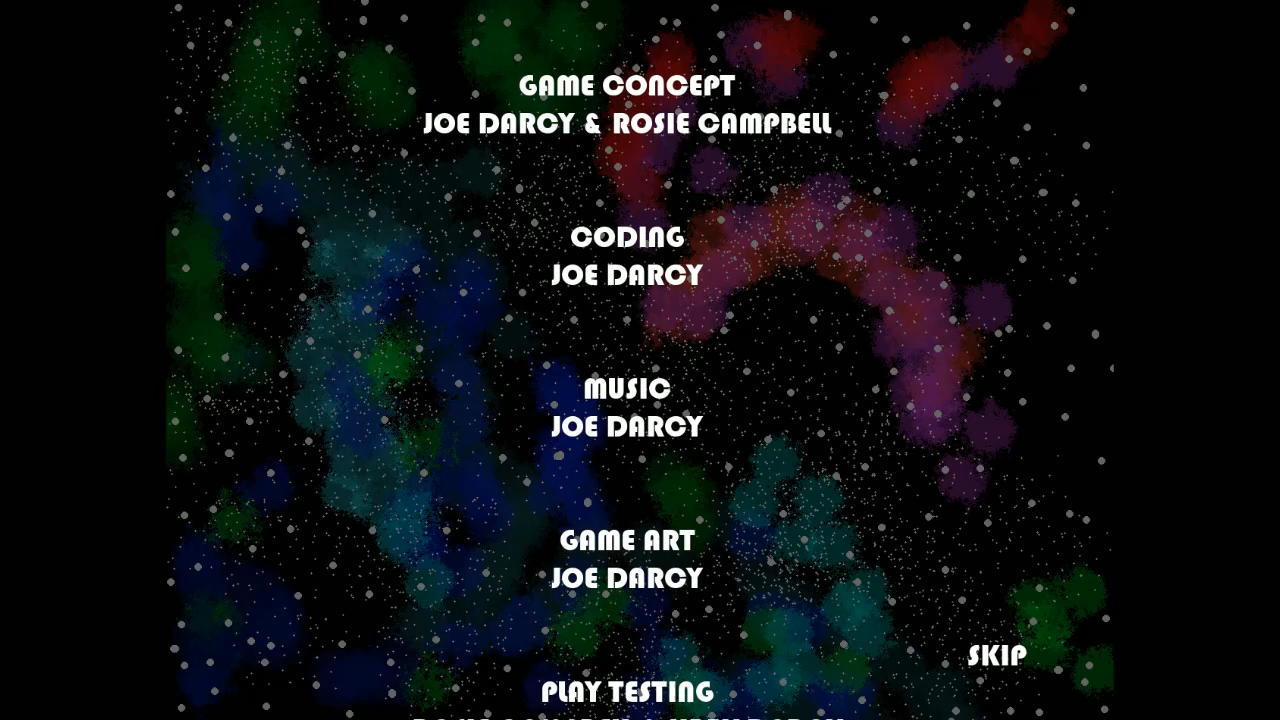 GAME CONCEPT
JOE DARCY & ROSIE CAMPBELL
CODING
JOE DARCY
MUSIC
JOE DARCY
GAME ART
JOE DARCY
SKIP
PLAY TESTING